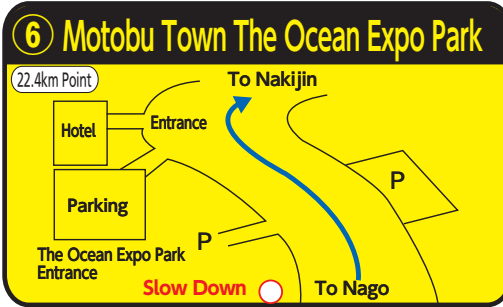 ⑥ Motobu Town The Ocean Expo Park
22.4km Point
To Nakijin
Hotel
Entrance
P
Parking
P
The Ocean Expo Park
Entrance
Slow Down
To Nago